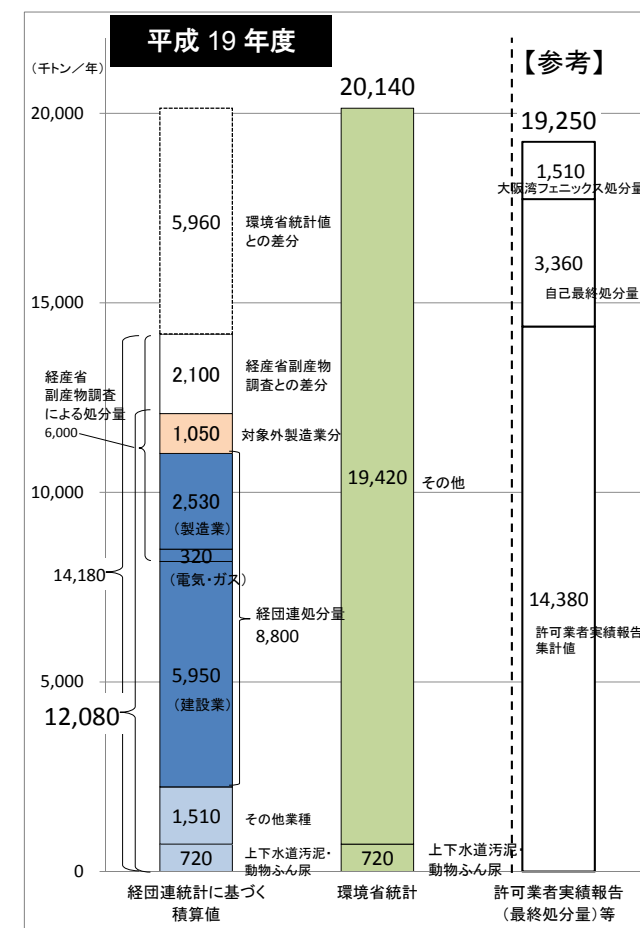 平成 19 年度
(千トン／年)
20,140
【参考】
19,250
20,000
15,000
10,000
5,000
0
5,960
環境省統計値
との差分
2,100
経産省副産物
調査との差分
経産省
副産物調査
による処分量
6,000
1,050
対象外製造業分
2,530
(製造業)
320
(電気・ガス)
14,180
経団連処分量
8,800
5,950
(建設業)
12,080
1,510
その他業種
720
上下水道汚泥・
動物ふん尿
19,420
その他
720
上下水道汚泥・
動物ふん尿
1,510
大阪湾フェニックス処分量
3,360
自己最終処分量
14,380
許可業者実績報告
集計値
経団連統計に基づく
積算値
環境省統計
許可業者実績報告
(最終処分量)等